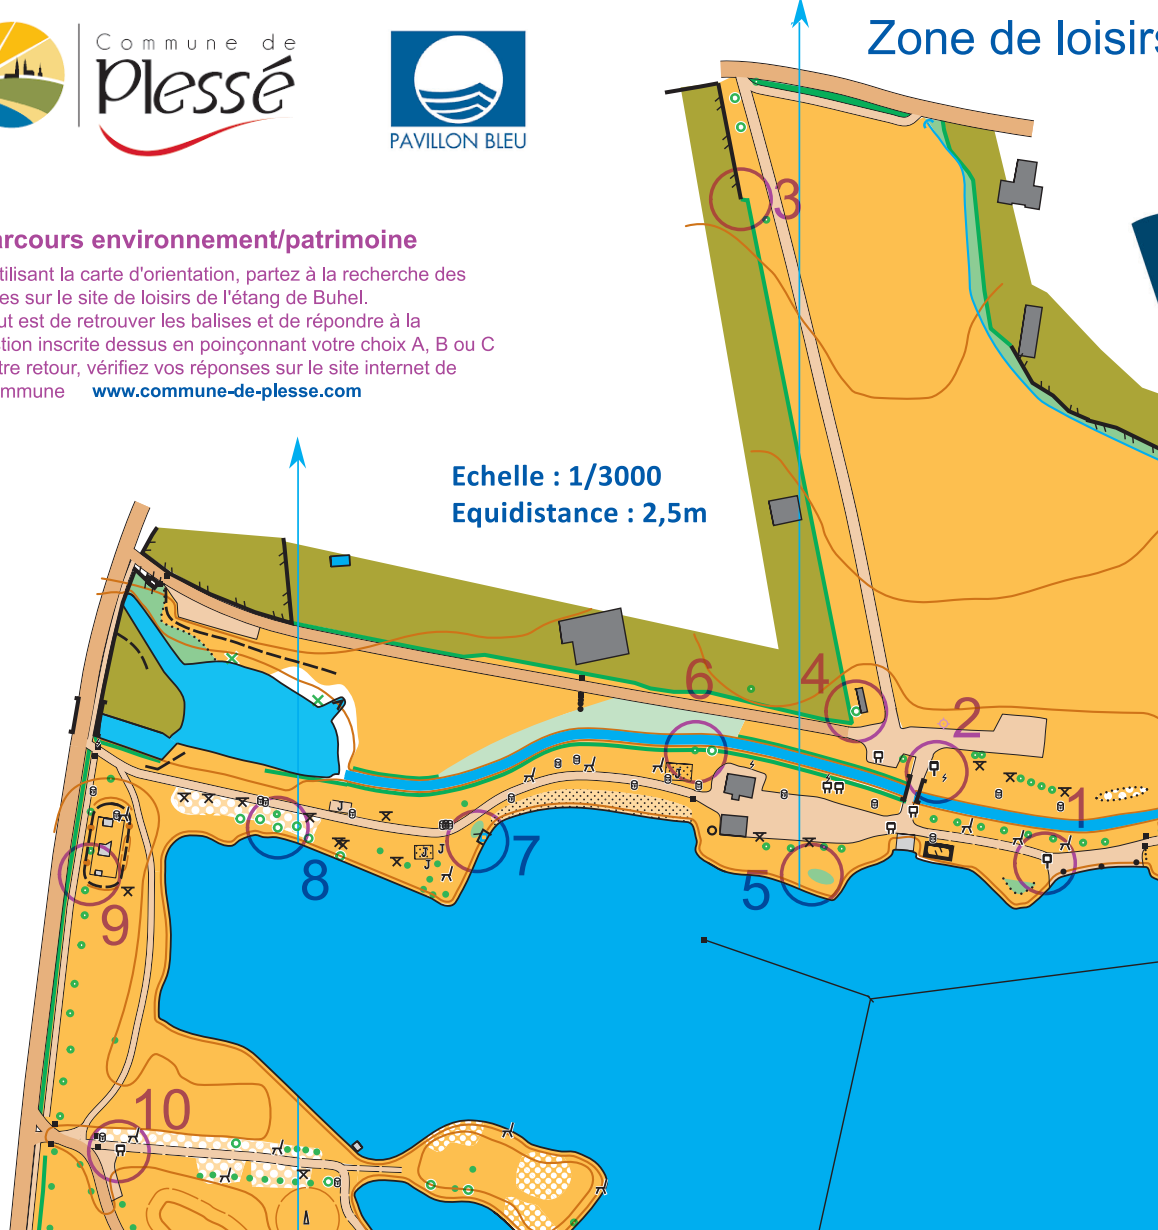 Commune de
Plessé
PAVILLON BLEU
Zone de loisirs
arcours environnement/patrimoine
tilisant la carte d'orientation, partez à la recherche des
es sur le site de loisirs de l'étang de Buhel.
ut est de retrouver les balises et de répondre à la
stion inscrite dessus en poinçonnant votre choix A, B ou C
tre retour, vérifiez vos réponses sur le site internet de
mmune www.commune-de-plesse.com
Echelle : 1/3000
Equidistance : 2,5m
3
6
4
2
1
7
8
5
9
10
J
J
J
J
J